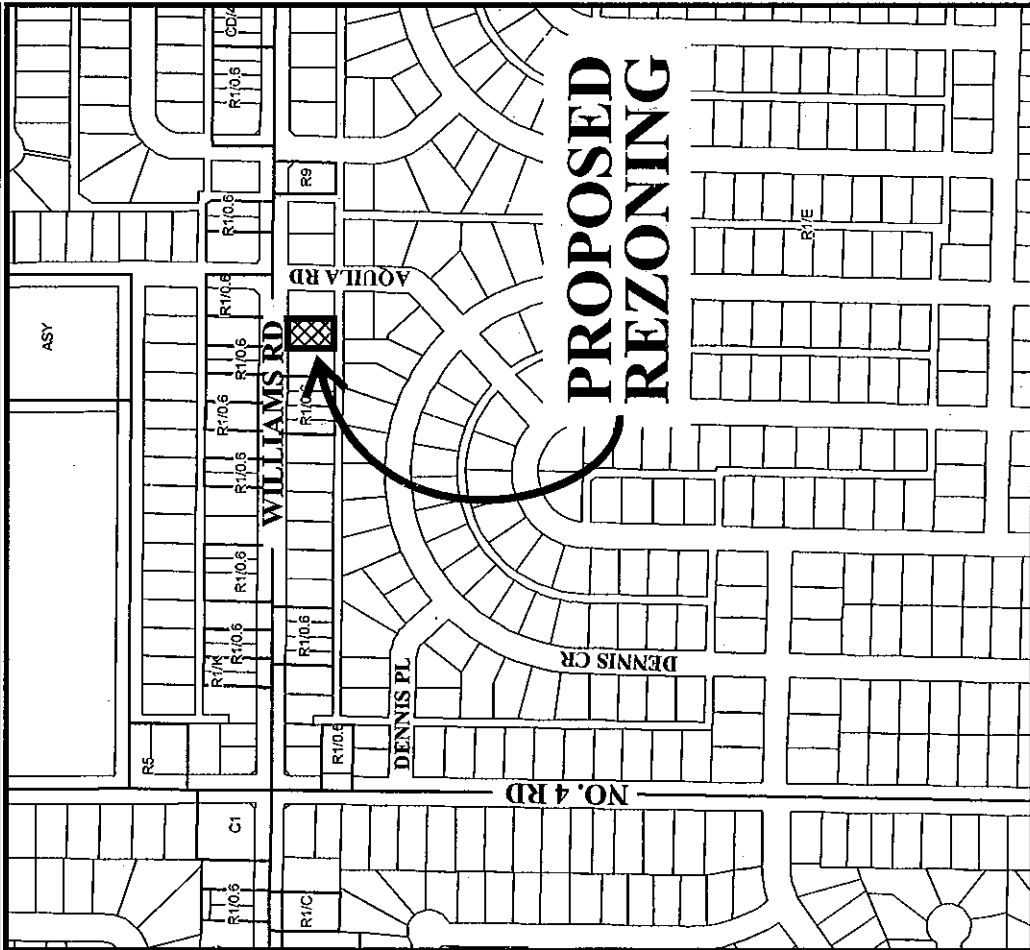 CD/4
R1/0.6
R9
R1/0.6
AQUILA RD
R1/0.6
ASY
R1/0.6
WILLIAMS RD
R1/0.6
R1/0.6
R1/0.6
R1/0.6
R1/0.6
R1/0.6
R1/K
R1/0.6
R5
R1/0.6
DENNIS PL
DENNIS CR
NO. 4 RD
C1
R1/0.6
R1/C
R1/E
PROPOSED
REZONING